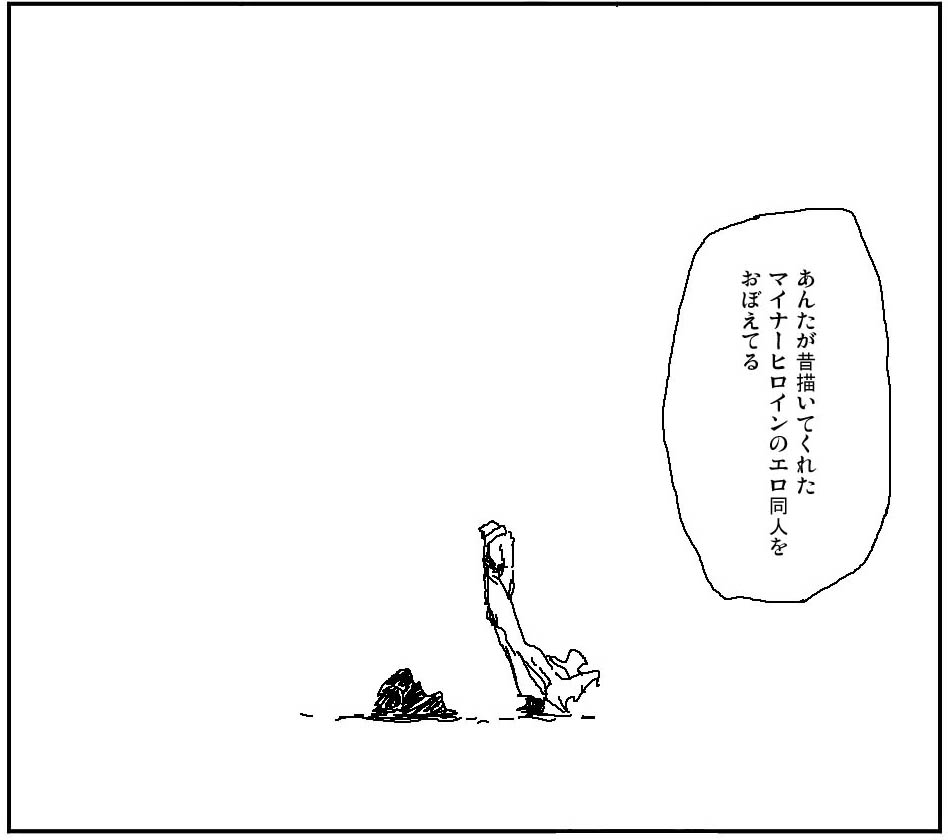 あんたが昔描いてくれた
マイナーヒロインのエロ同人を
おぼえてる